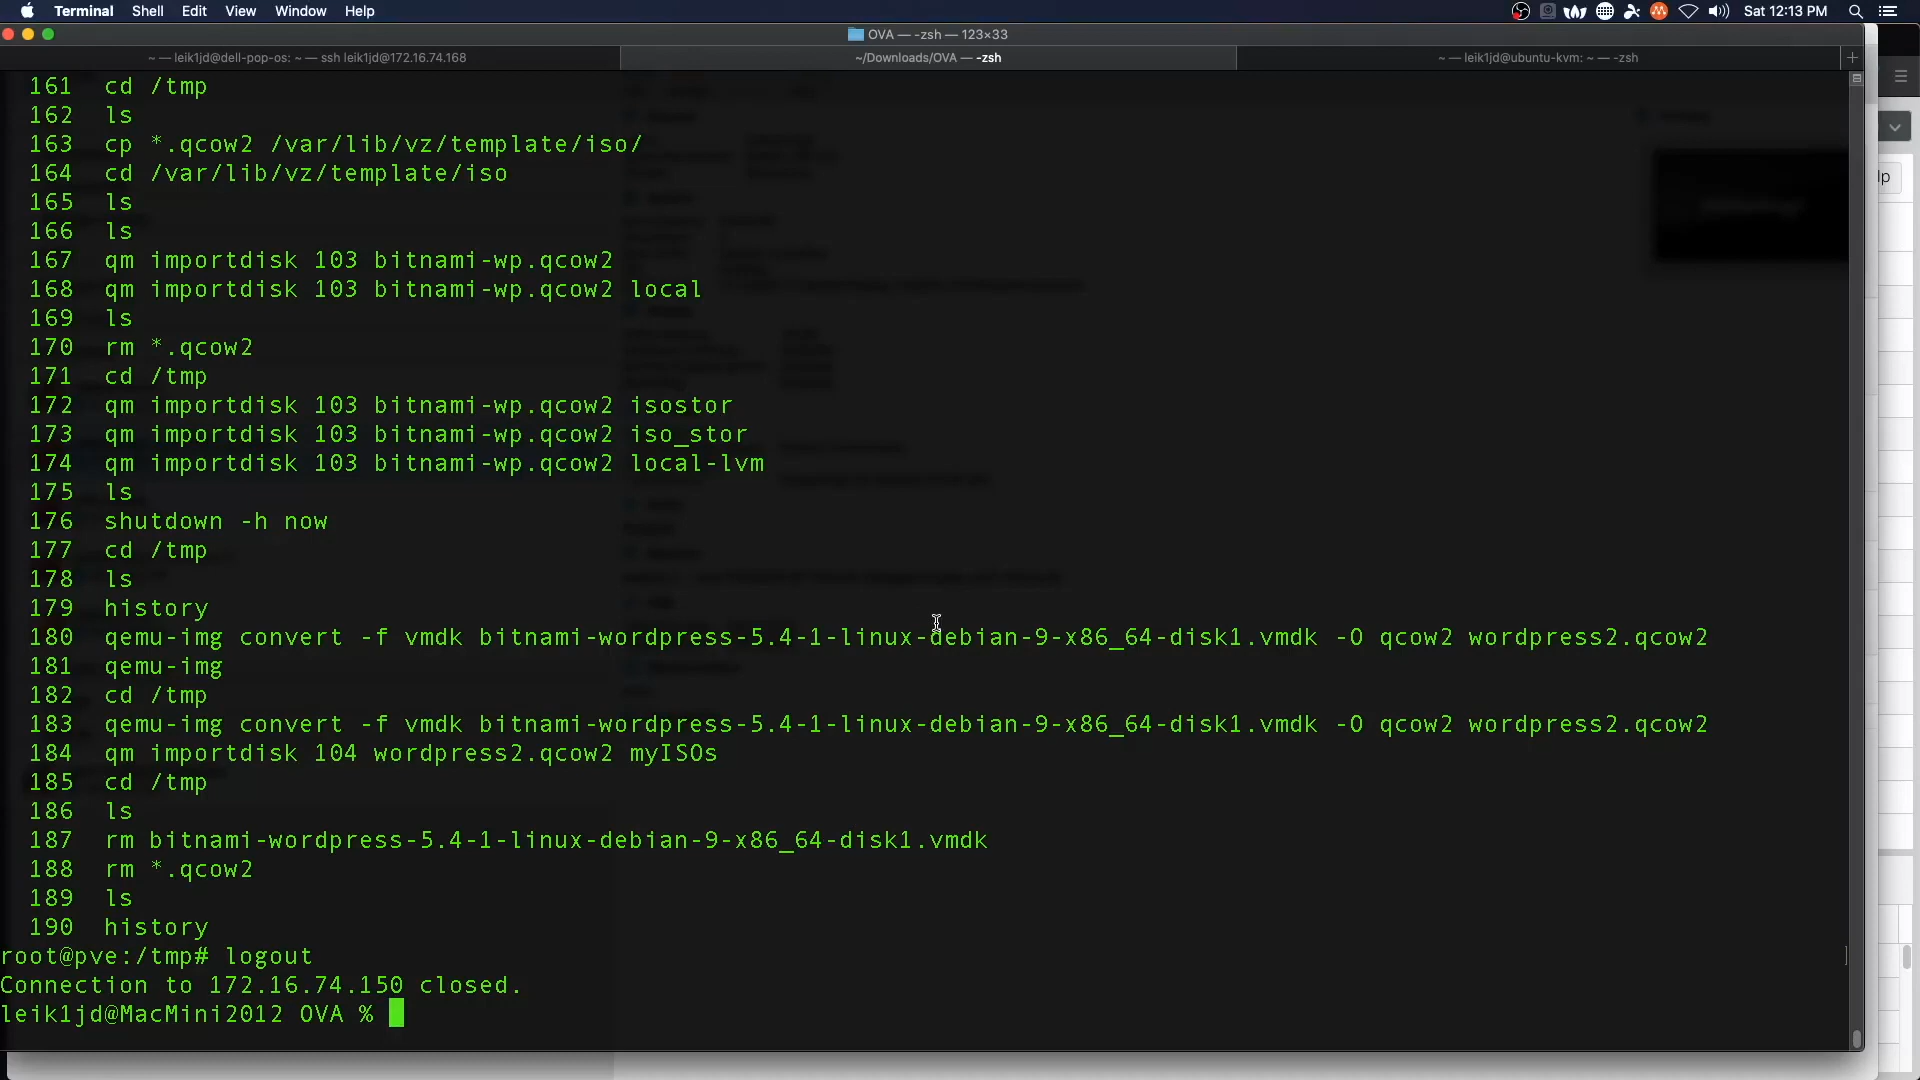 Terminal Shell Edit View Window Help Sat 12:13 PM
OVA — -zsh — 123×33
~ — leik1jd@dell-pop-os: ~ — ssh leik1jd@172.16.74.168 ~/Downloads/OVA — -zsh ~ — leik1jd@ubuntu-kvm: ~ — -zsh +
161 cd /tmp
162 ls
163 cp *.qcow2 /var/lib/vz/template/iso/
164 cd /var/lib/vz/template/iso
lp
165 ls
166 ls
167 qm importdisk 103 bitnami-wp.qcow2
168 qm importdisk 103 bitnami-wp.qcow2 local
169 ls
170 rm *.qcow2
171 cd /tmp
172 qm importdisk 103 bitnami-wp.qcow2 isostor
173 qm importdisk 103 bitnami-wp.qcow2 iso_stor
174 qm importdisk 103 bitnami-wp.qcow2 local-lvm
175 ls
176 shutdown -h now
177 cd /tmp
178 ls
179 history
180 qemu-img convert -f vmdk bitnami-wordpress-5.4-1-linux-debian-9-x86_64-disk1.vmdk -O qcow2 wordpress2.qcow2
181 qemu-img
182 cd /tmp
183 qemu-img convert -f vmdk bitnami-wordpress-5.4-1-linux-debian-9-x86_64-disk1.vmdk -O qcow2 wordpress2.qcow2
184 qm importdisk 104 wordpress2.qcow2 myISOs
185 cd /tmp
186 ls
187 rm bitnami-wordpress-5.4-1-linux-debian-9-x86_64-disk1.vmdk
188 rm *.qcow2
189 ls
190 history
root@pve:/tmp# logout
Connection to 172.16.74.150 closed.
leik1jd@MacMini2012 OVA %